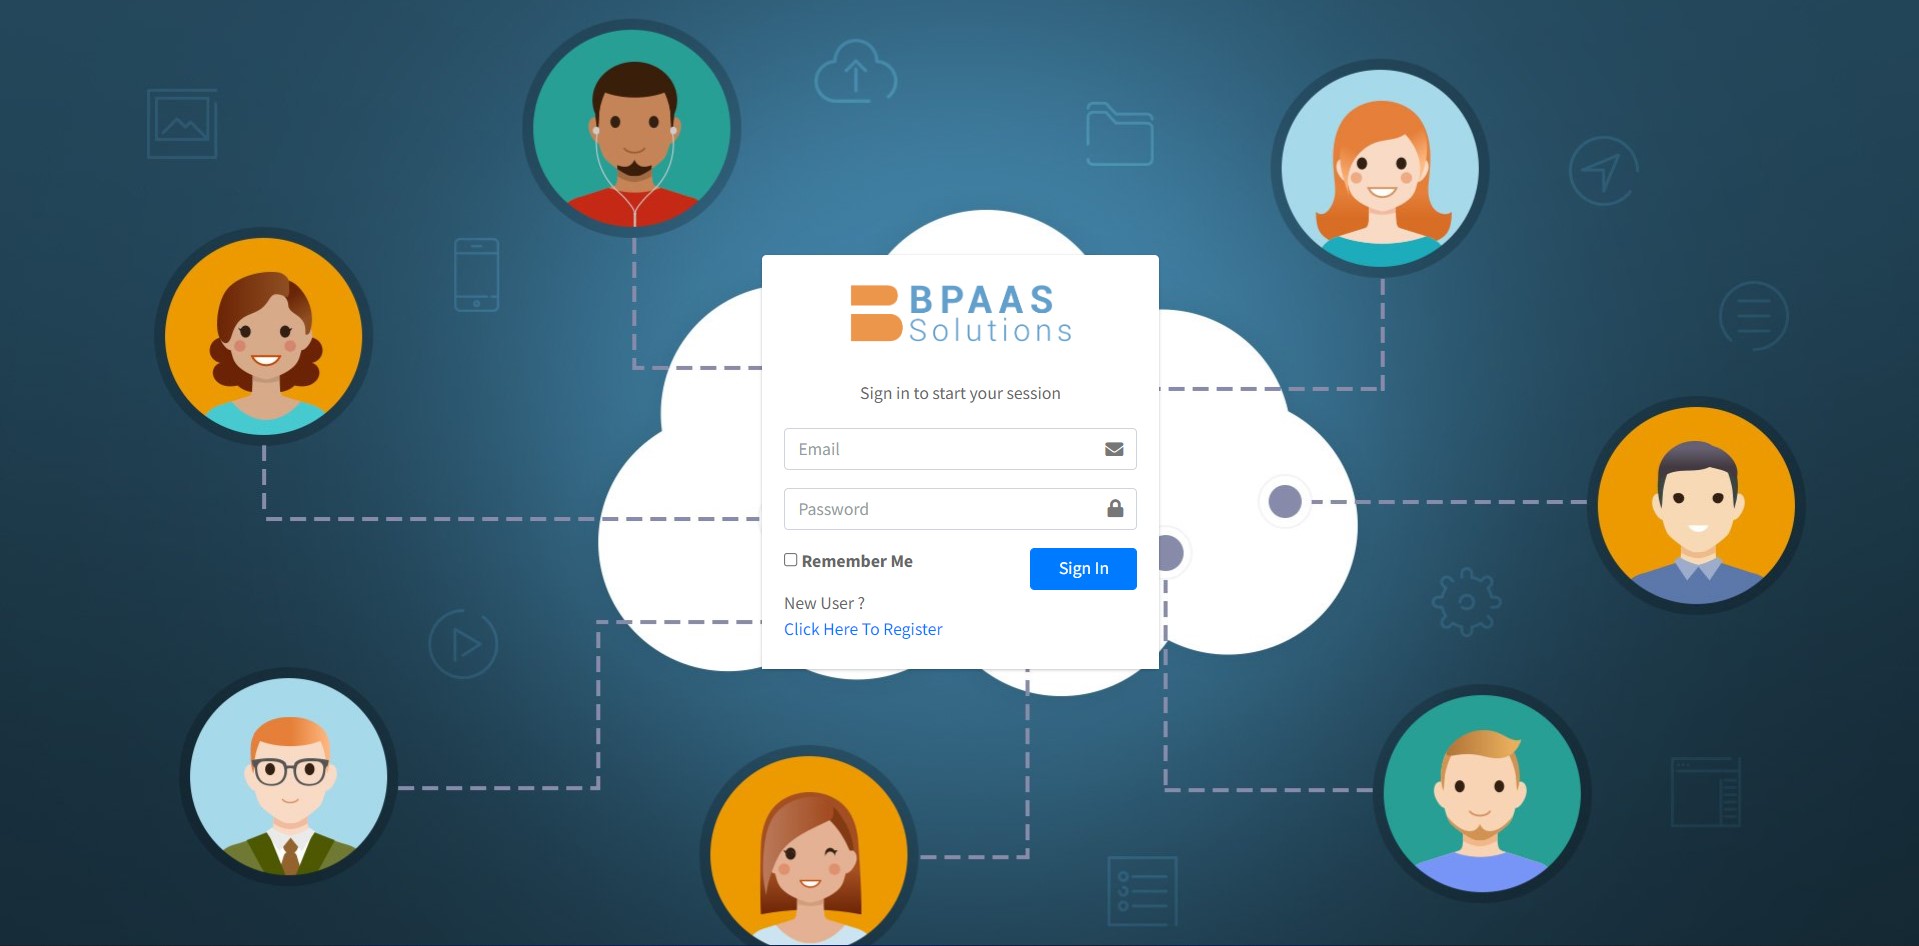 BPAAS
Solutions
Sign in to start your session
Email
Password
Remember Me
Sign In
New User ?
Click Here To Register